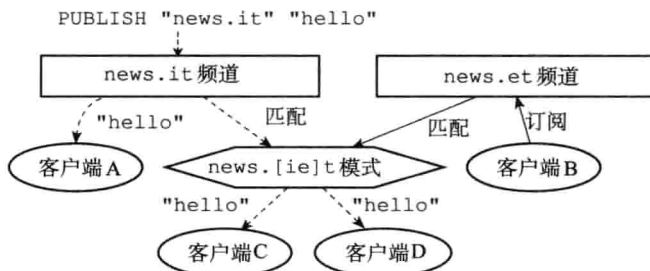 PUBLISH "news.it" "hello"
news.it频道
news.et频道
"hello"
匹配
匹配
订阅
客户端A
news.[ie]t模式
客户端B
"hello"
"hello"
客户端C
客户端D